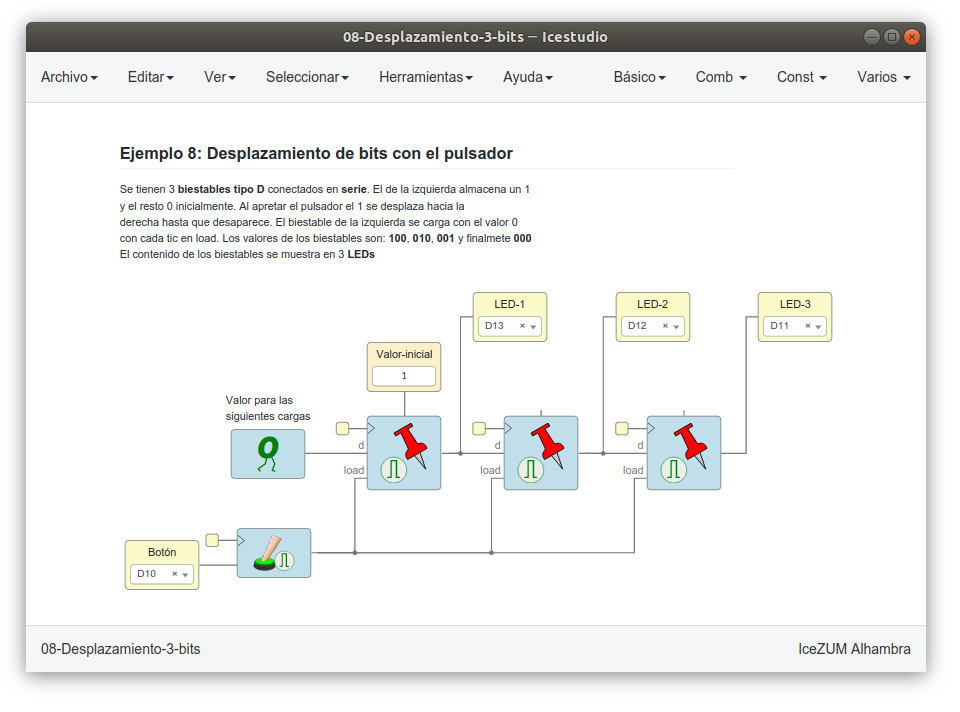 08-Desplazamiento-3-bits — Icestudio
Archivo Editar Ver Seleccionar Herramientas Ayuda Básico Comb Const Varios
Ejemplo 8: Desplazamiento de bits con el pulsador
Se tienen 3 biestables tipo D conectados en serie. El de la izquierda almacena un 1
y el resto 0 inicialmente. Al apretar el pulsador el 1 se desplaza hacia la
derecha hasta que desaparece. El biestable de la izquierda se carga con el valor 0
con cada tic en load. Los valores de los biestables son: 100, 010, 001 y finalmete 000
El contenido de los biestables se muestra en 3 LEDs
LED-1
D13
LED-2
D12
LED-3
D11
Valor-inicial
1
Valor para las
siguientes cargas
0
d
load
d
load
d
load
Botón
D10
08-Desplazamiento-3-bits
IceZUM Alhambra